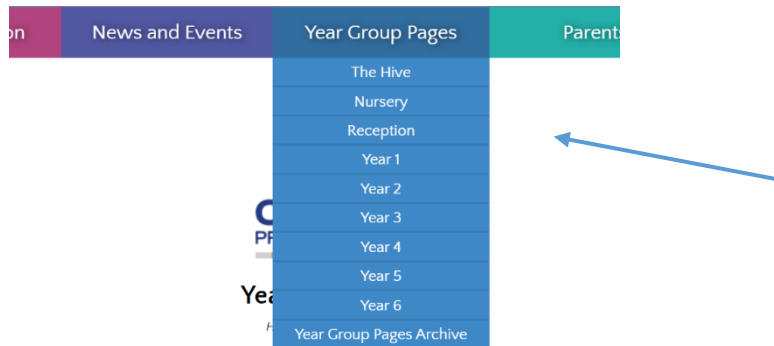 on News and Events Year Group Pages Parents
The Hive
Nursery
Reception
Year 1
Year 2
Year 3
Year 4
Year 5
Year 6
Year Group Pages Archive